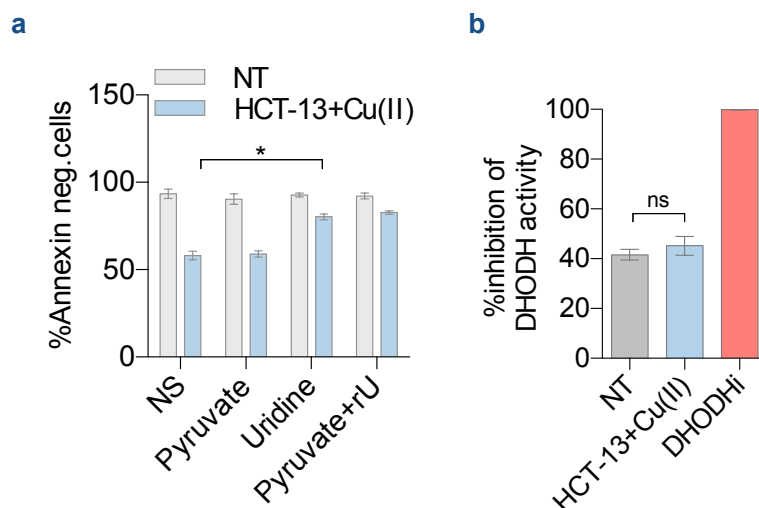 a
NT
HCT-13+Cu(II)
%Annexin neg.cells
150
100
50
0
*
NS
Pyruvate
Uridine
Pyruvate+rU
b
%inhibition of
DHODH activity
100
80
60
40
20
0
ns
NT
HCT-13+Cu(II)
DHODHi